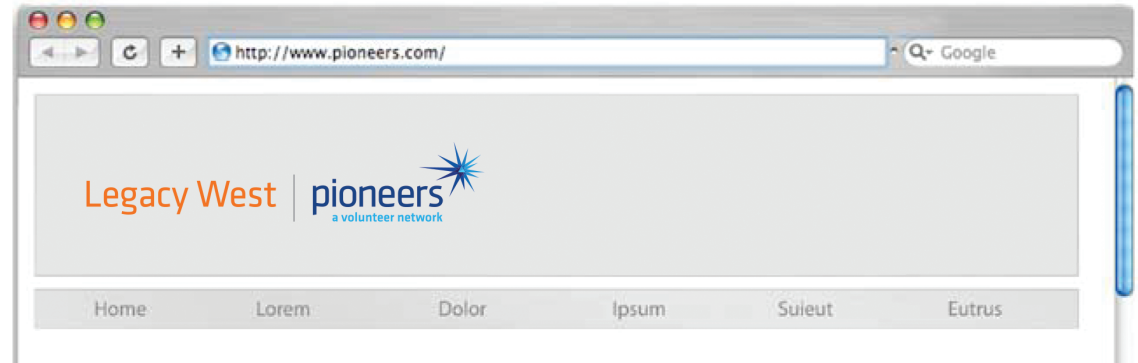 http://www.pioneers.com/
Google
Legacy West | pioneers
a volunteer network
Home Lorem Dolor Ipsum Suieut Eutrus